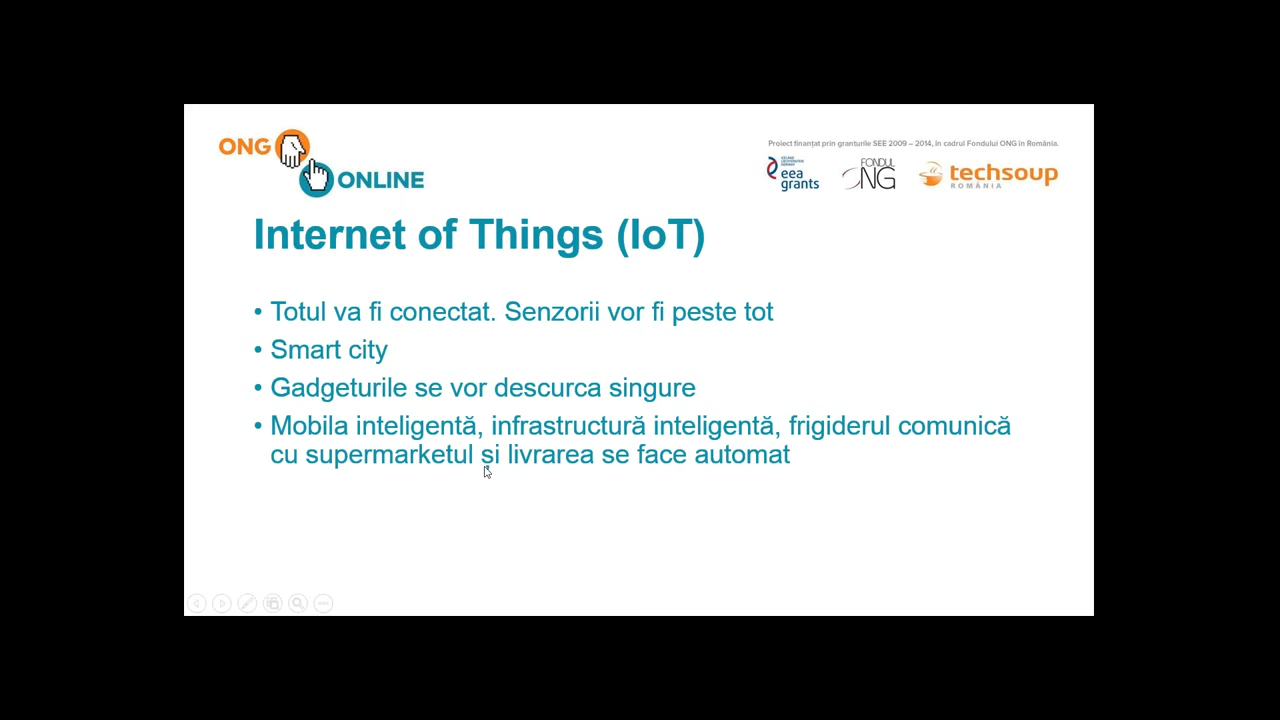 ONG
ONLINE
Proiect finanțat prin granturile SEE 2009 – 2014, în cadrul Fondului ONG în România.
eea
grants
FONDUL
NG
techsoup
ROMÂNIA
Internet of Things (IoT)
• Totul va fi conectat. Senzorii vor fi peste tot
• Smart city
• Gadgeturile se vor descurca singure
• Mobila inteligentă, infrastructură inteligentă, frigiderul comunică
cu supermarketul și livrarea se face automat